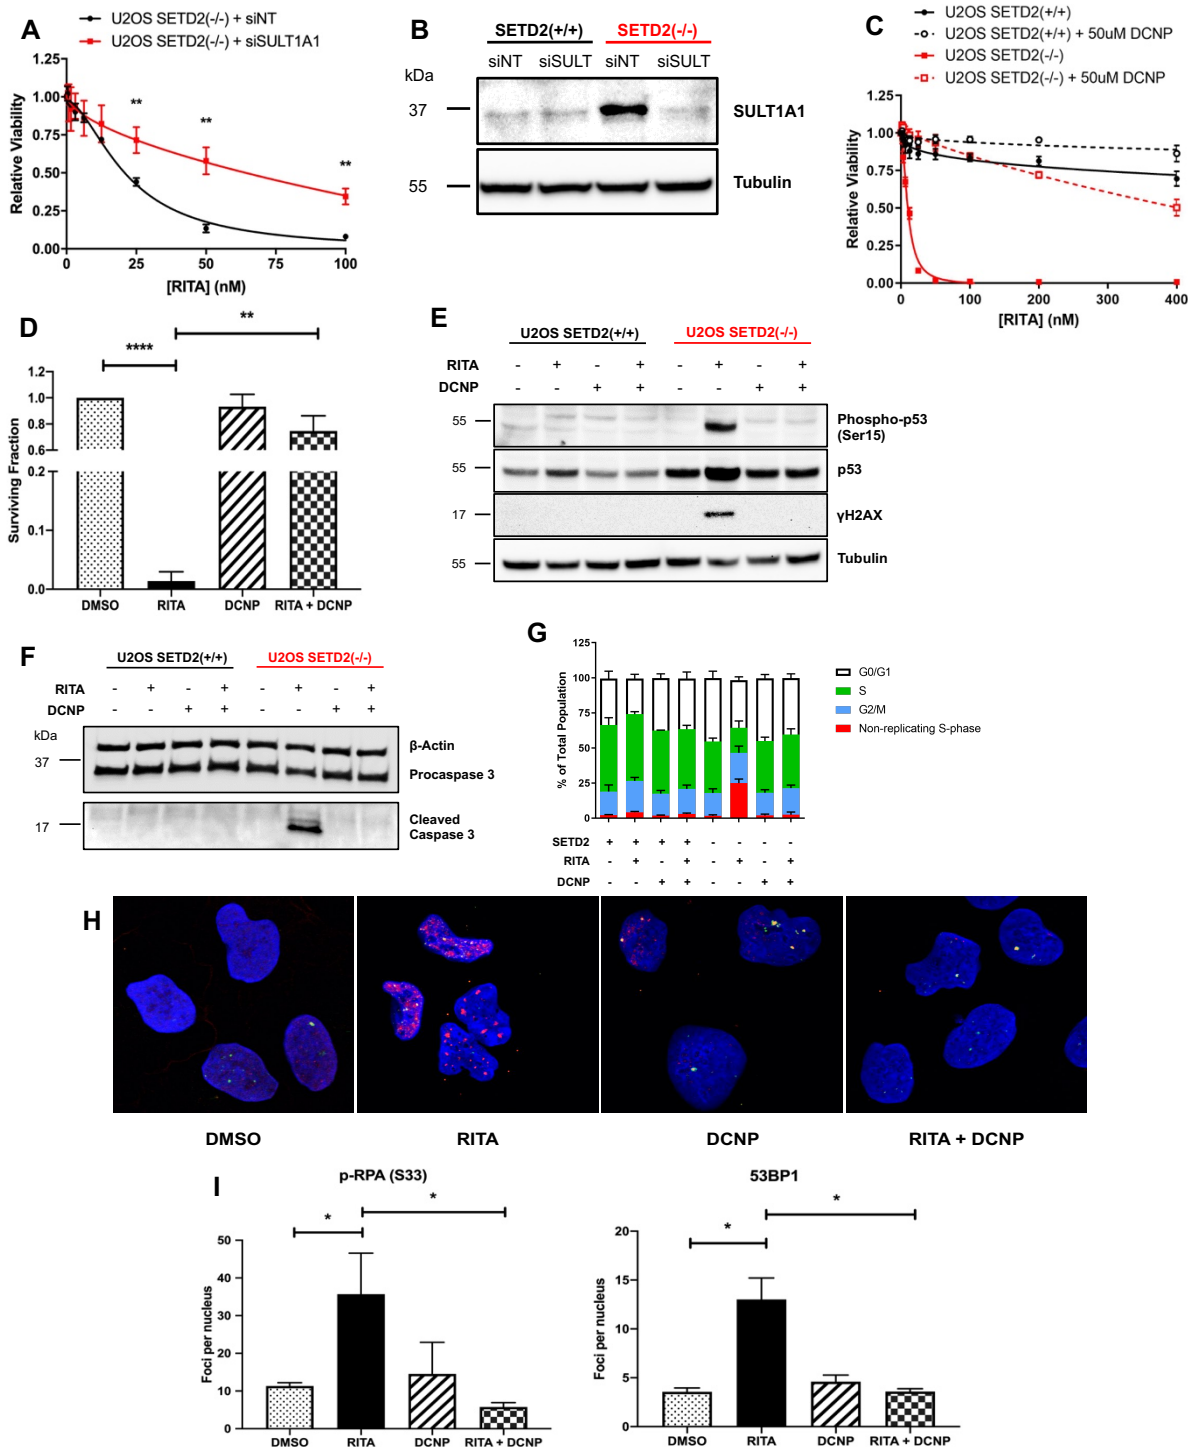 A
U2OS SETD2(-/-) + siNT
U2OS SETD2(-/-) + siSULT1A1
1.25
1.00
0.75
0.50
0.25
0.00
Relative Viability
**
**
**
0
25
50
75
100
[RITA] (nM)
B
SETD2(+/+)
SETD2(-/-)
siNT
siSULT
siNT
siSULT
kDa
37
SULT1A1
55
Tubulin
C
U2OS SETD2(+/+)
U2OS SETD2(+/+) + 50uM DCNP
U2OS SETD2(-/-)
U2OS SETD2(-/-) + 50uM DCNP
1.25
1.00
0.75
0.50
0.25
0.00
Relative Viability
0
100
200
300
400
[RITA] (nM)
D
**
****
1.2
1.0
0.8
0.6
0.2
0.1
0.0
Surviving Fraction
DMSO
RITA
DCNP
RITA + DCNP
E
U2OS SETD2(+/+)
U2OS SETD2(-/-)
RITA - + - + - + - +
DCNP - - + + - - + +
55
Phospho-p53
(Ser15)
55
p53
17
γH2AX
55
Tubulin
F
U2OS SETD2(+/+)
U2OS SETD2(-/-)
RITA - + - + - + - +
DCNP - - + + - - + +
kDa
37
β-Actin
Procaspase 3
17
Cleaved
Caspase 3
G
125
100
75
50
25
0
% of Total Population
G0/G1
S
G2/M
Non-replicating S-phase
SETD2 + + + + - - - -
RITA - + - + - + - +
DCNP - - + + - - + +
H
DMSO
RITA
DCNP
RITA + DCNP
I
p-RPA (S33)
*
*
50
40
30
20
10
0
Foci per nucleus
DMSO
RITA
DCNP
RITA + DCNP
53BP1
*
*
20
15
10
5
0
Foci per nucleus
DMSO
RITA
DCNP
RITA + DCNP